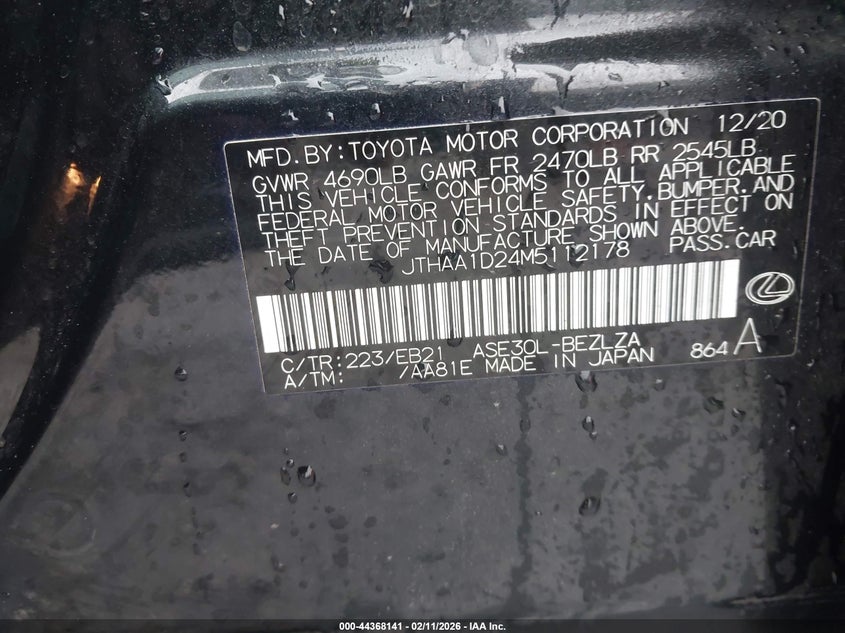 MFD.BY:TOYOTA MOTOR CORPORATION 12/20
GVWR 4690LB GAWR FR 2470LB RR 2545LB
THIS VEHICLE CONFORMS TO ALL APPLICABLE
FEDERAL MOTOR VEHICLE SAFETY,BUMPER,AND
THEFT PREVENTION STANDARDS IN EFFECT ON
THE DATE OF MANUFACTURE SHOWN ABOVE.
JTHAA1D24M5112178 PASS.CAR
C/TR:223/EB21 ASE30L-BEZLZA
A/TM: /AA81E MADE IN JAPAN 864 A
000-44368141 - 02/11/2026 - IAA Inc.